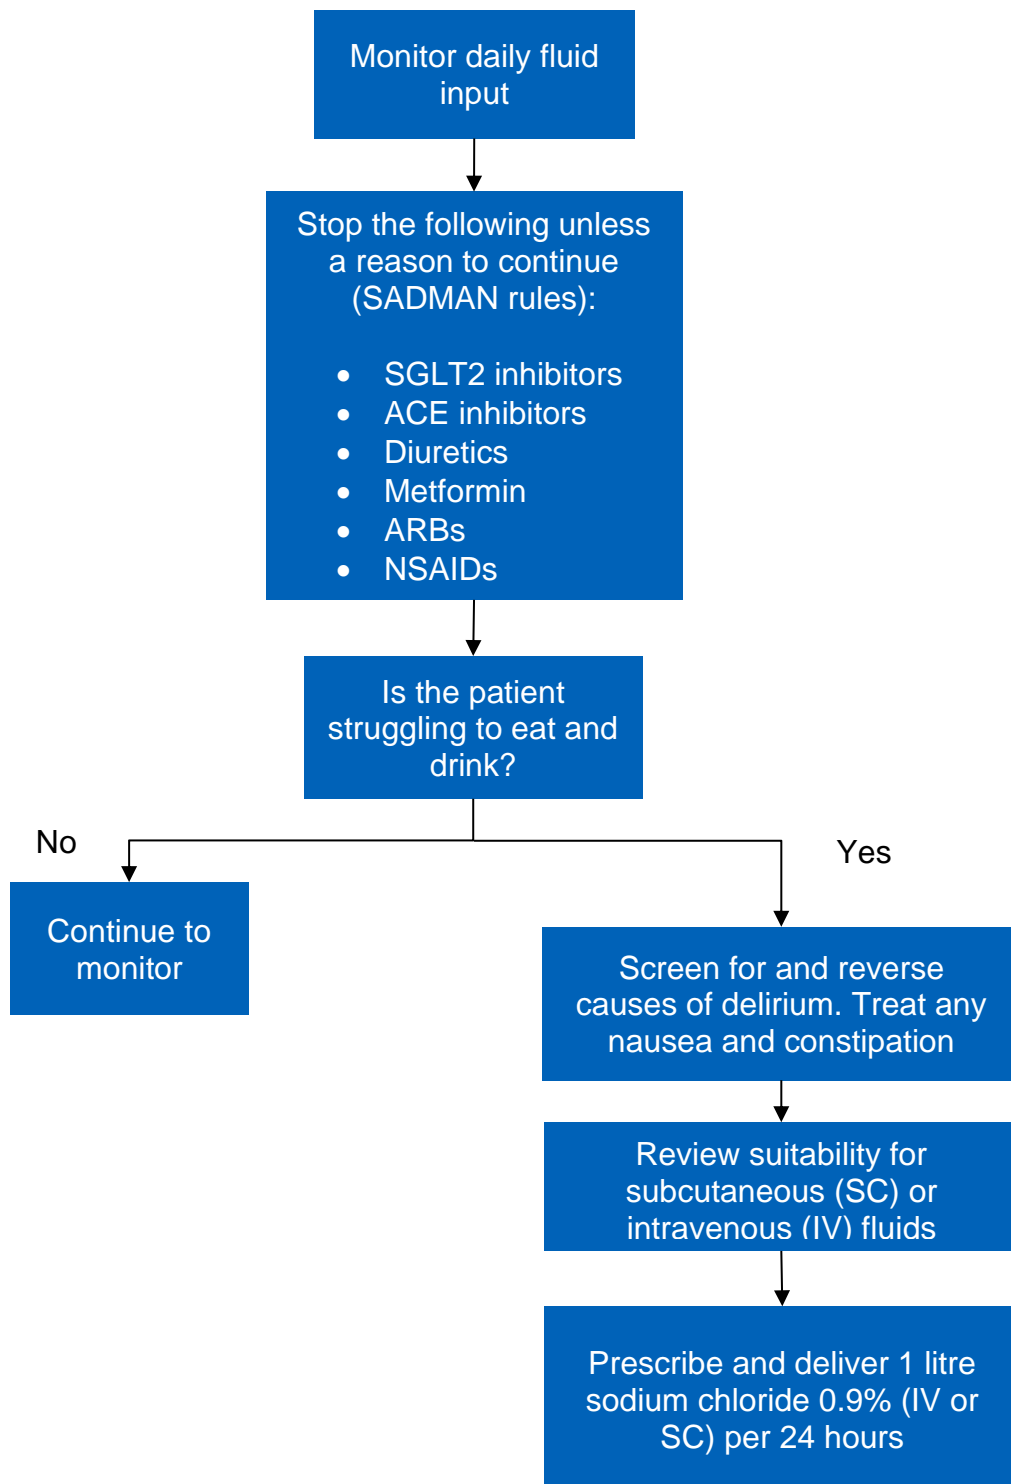 Monitor daily fluid
input
Stop the following unless
a reason to continue
(SADMAN rules):
• SGLT2 inhibitors
• ACE inhibitors
• Diuretics
• Metformin
• ARBs
• NSAIDs
Is the patient
struggling to eat and
drink?
No
Yes
Continue to
monitor
Screen for and reverse
causes of delirium. Treat any
nausea and constipation
Review suitability for
subcutaneous (SC) or
intravenous (IV) fluids
Prescribe and deliver 1 litre
sodium chloride 0.9% (IV or
SC) per 24 hours